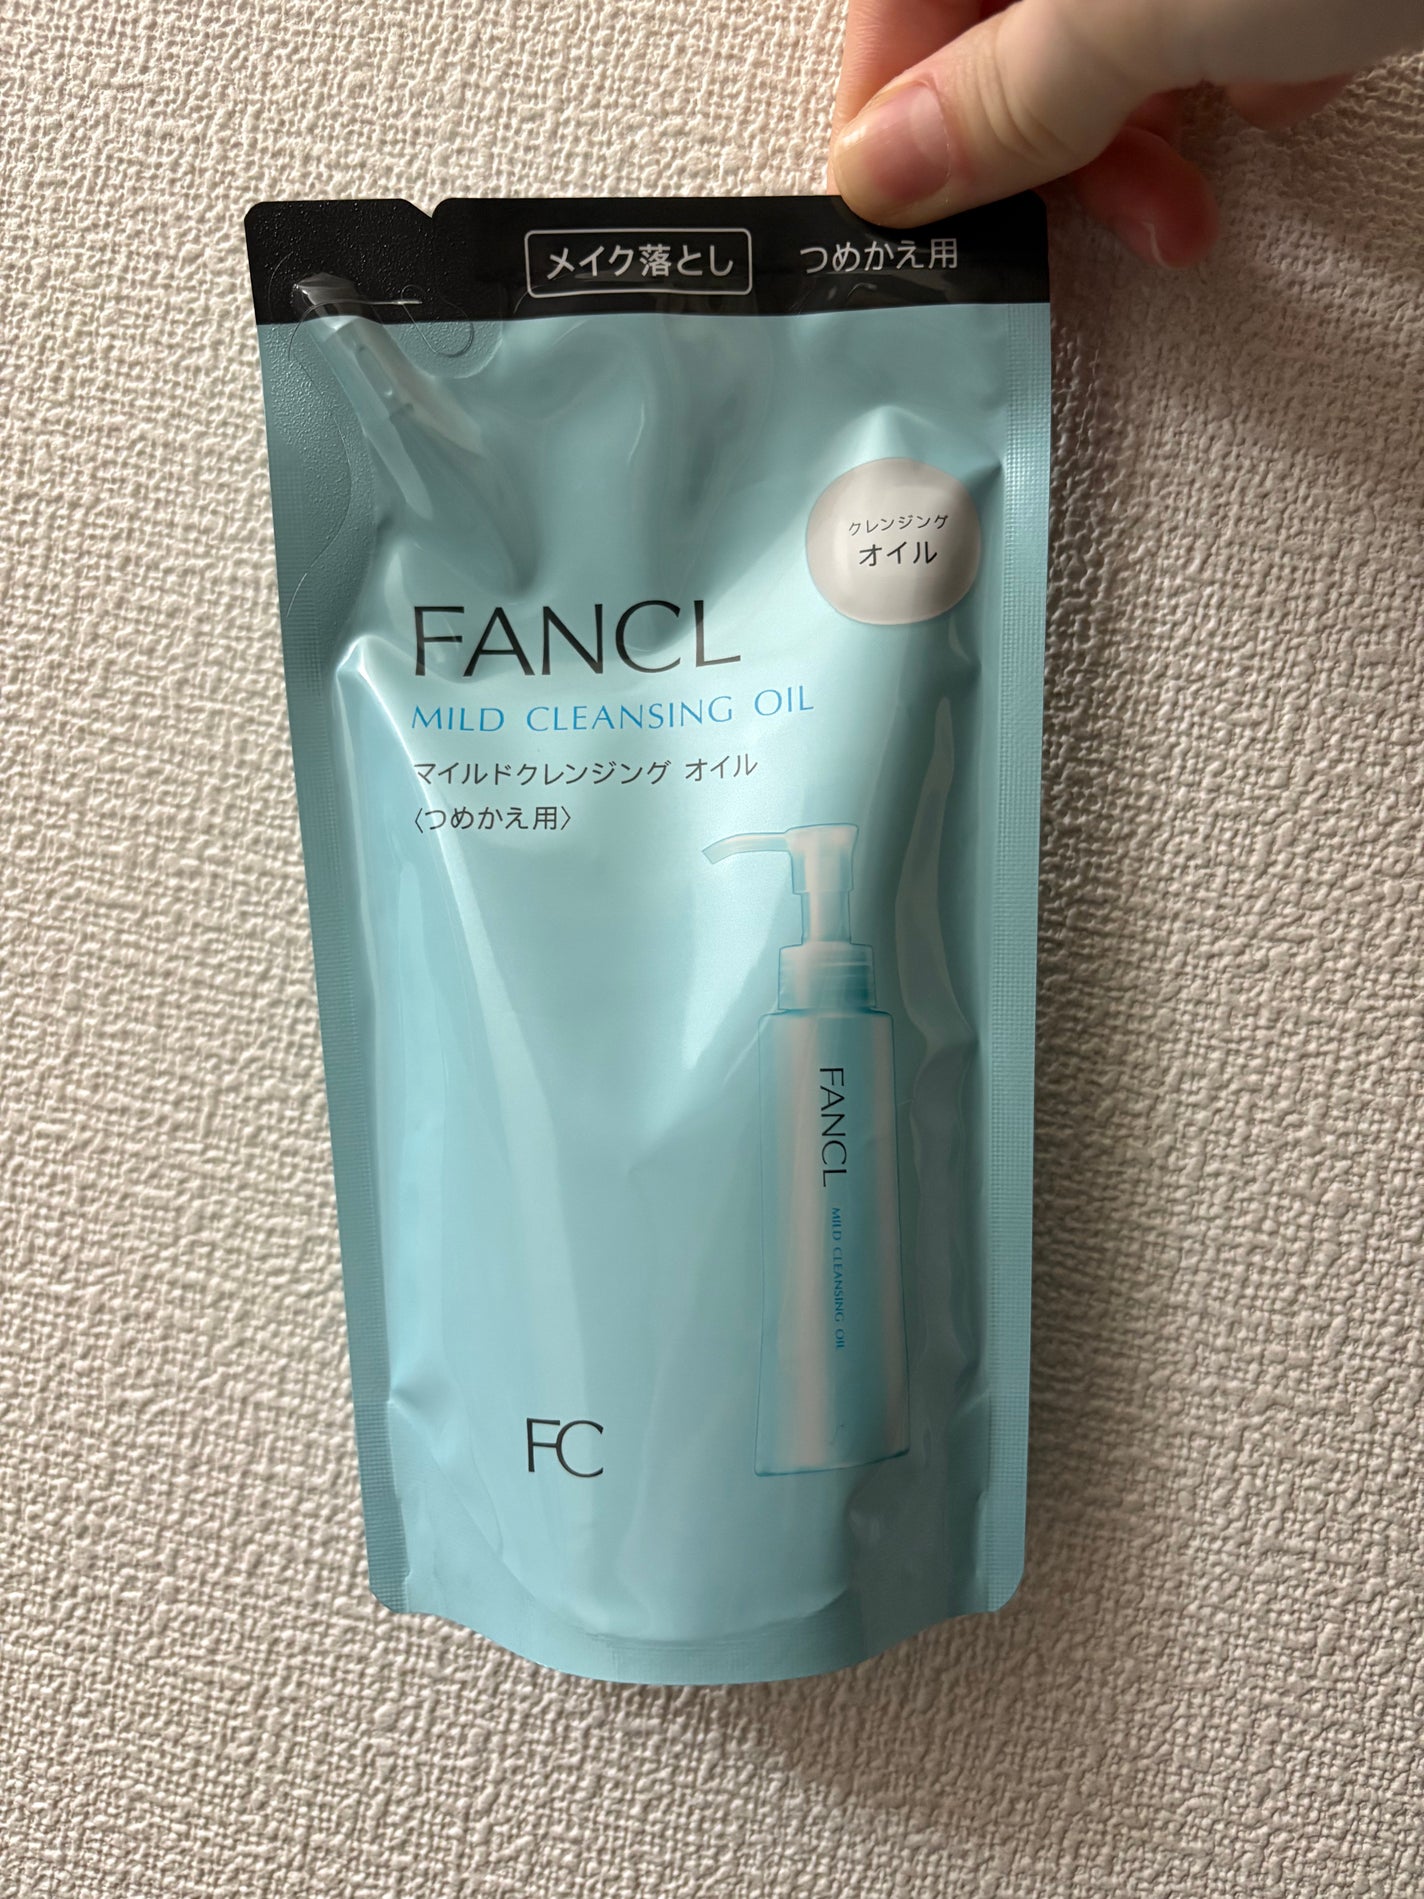 メイク落とし つめかえ用
クレンジング
オイル
FANCL
MILD CLEANSING OIL
マイルドクレンジング オイル
〈つめかえ用〉
FANCL MILD CLEANSING OIL
FC